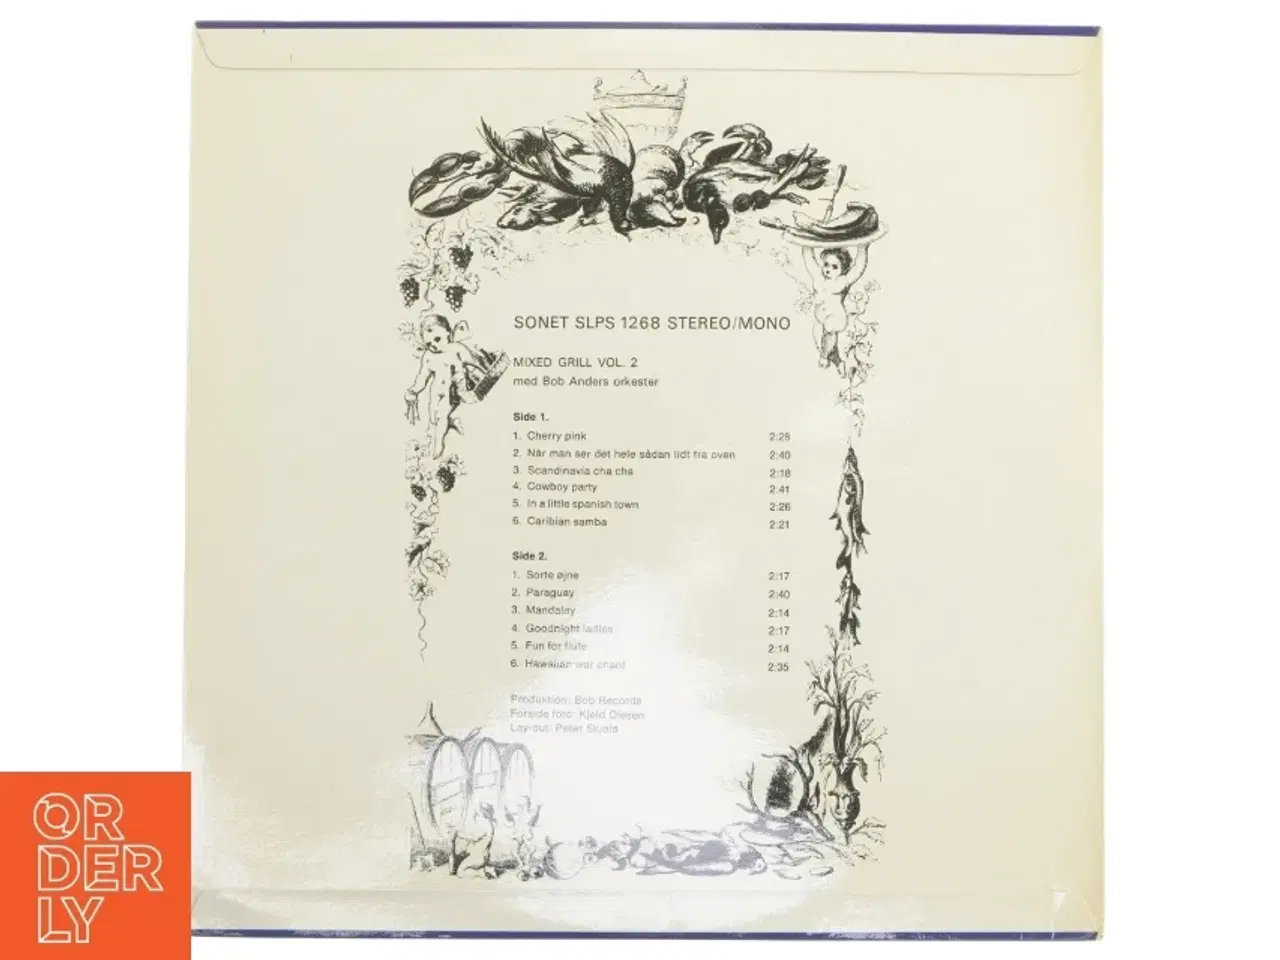 SONET SLPS 1268 STEREO/MONO
MIXED GRILL VOL. 2
med Bob Anders orkester
Side 1.
1. Cherry pink 2:28
2. Når man ser det hele sådan lidt fra oven 2:40
3. Scandinavia cha cha 2:18
4. Cowboy party 2:41
5. In a little spanish town 2:26
6. Caribian samba 2:21
Side 2.
1. Sorte øjne 2:17
2. Paraguay 2:40
3. Mandalay 2:14
4. Goodnight ladies 2:17
5. Fun for flute 2:14
6. Hawaiian war chant 2:35
Produktion: Bob Records
Forside foto: Kjeld Olesen
Lay-out: Peter Skjold
OR
DER
LY